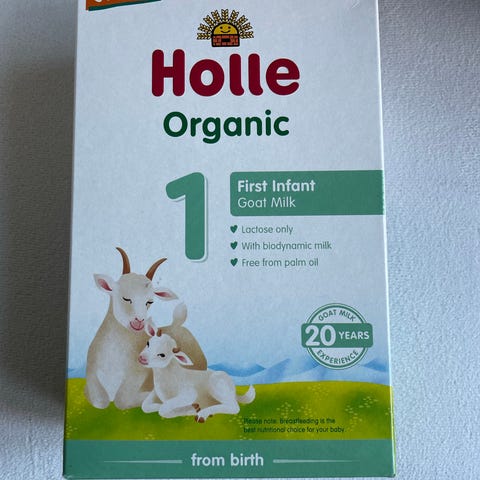 Holle
Organic
1
First Infant
Goat Milk
Lactose only
With biodynamic milk
Free from palm oil
GOAT MILK
20 YEARS
EXPERIENCE
Please note: Breastfeeding is the
best nutritional choice for your baby.
from birth